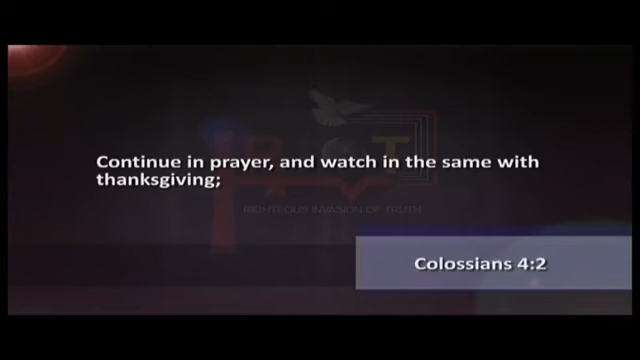 Continue in prayer, and watch in the same with
thanksgiving;
RIGHTEOUS INVASION OF TRUTH
Colossians 4:2